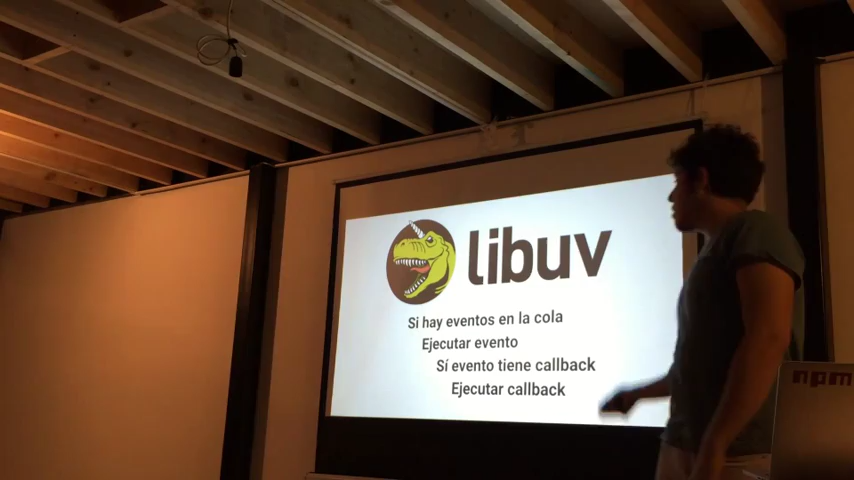 libuv
Si hay eventos en la cola
Ejecutar evento
Sí evento tiene callback
Ejecutar callback
npm